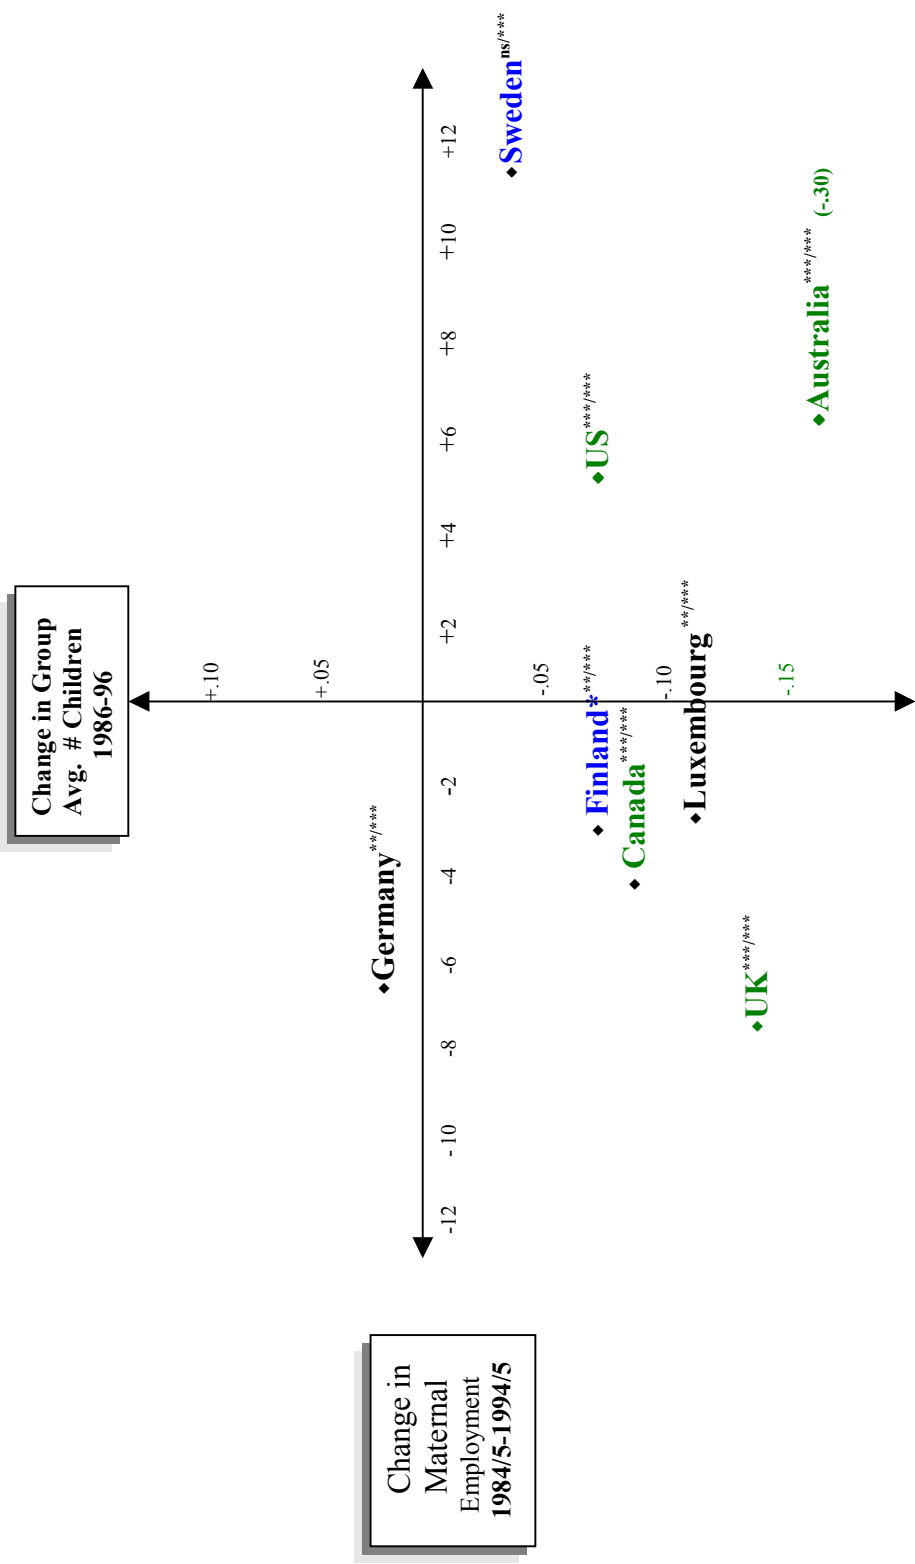 Change in Group
Avg. # Children
1986-96
+.10
+.05
Germany**/***
-12
-10
-8
-6
-4
-2
+2
+4
+6
+8
+10
+12
Change in
Maternal
Employment
1984/5-1994/5
Swedenns/***
-.05
Finland***/***
US***/***
Canada***/***
-.10
Luxembourg**/***
UK***/***
-.15
Australia***/*** (-.30)